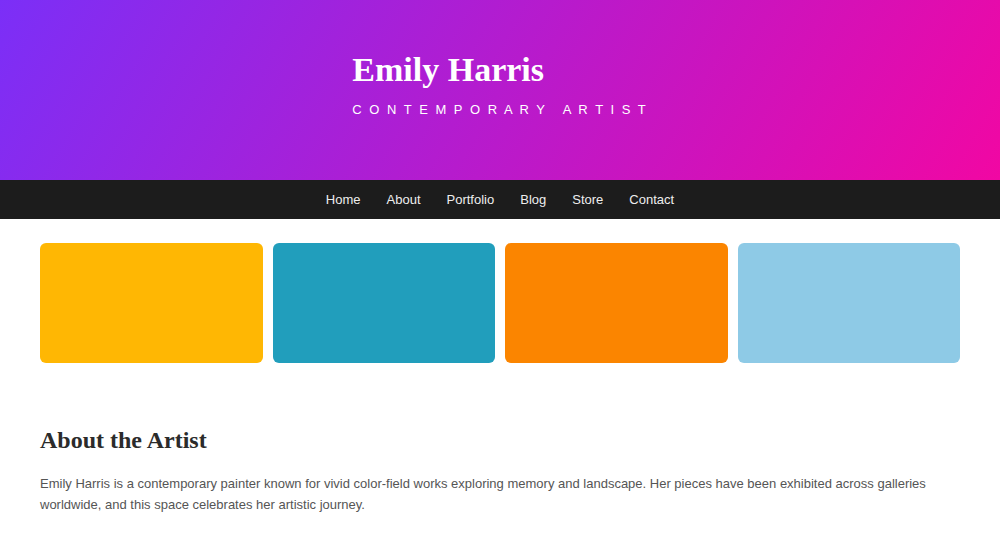 Emily Harris
CONTEMPORARY ARTIST
Home About Portfolio Blog Store Contact
About the Artist
Emily Harris is a contemporary painter known for vivid color-field works exploring memory and landscape. Her pieces have been exhibited across galleries
worldwide, and this space celebrates her artistic journey.